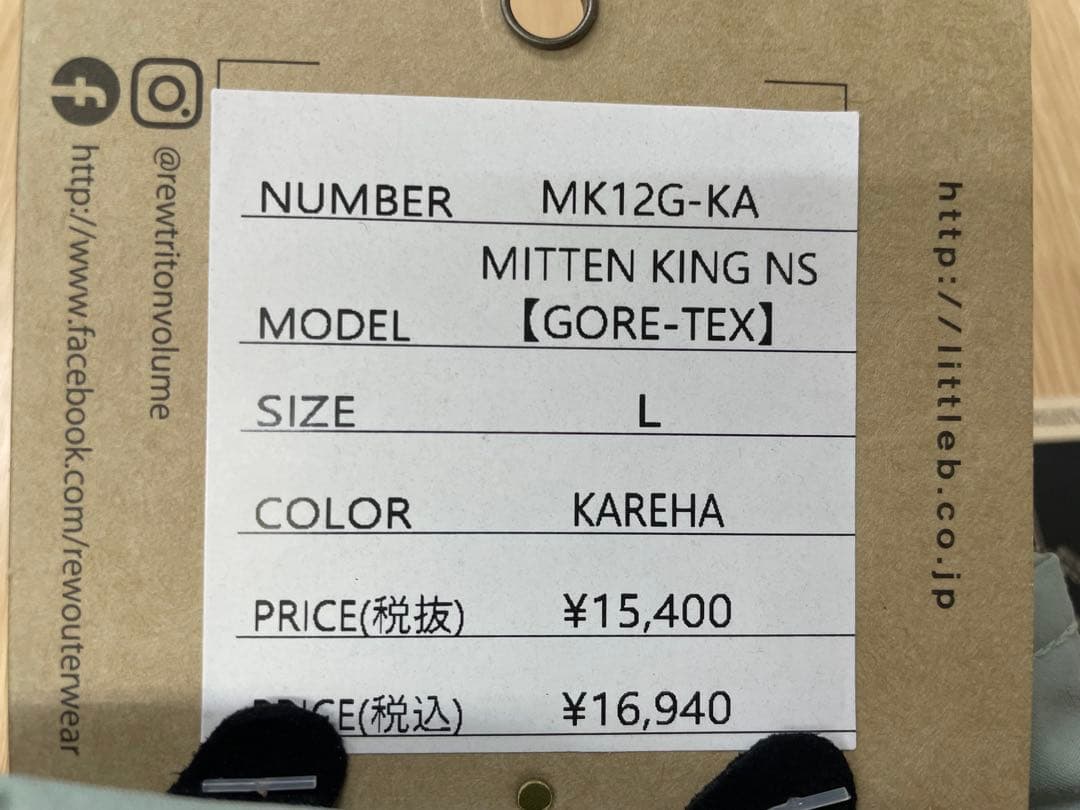 NUMBER MK12G-KA
MITTEN KING NS
MODEL 【GORE-TEX】
SIZE L
COLOR KAREHA
PRICE(税抜) ¥15,400
PRICE(税込) ¥16,940
@rewtritonvolume
http://www.facebook.com/rewouterwear
http://littleb.co.jp